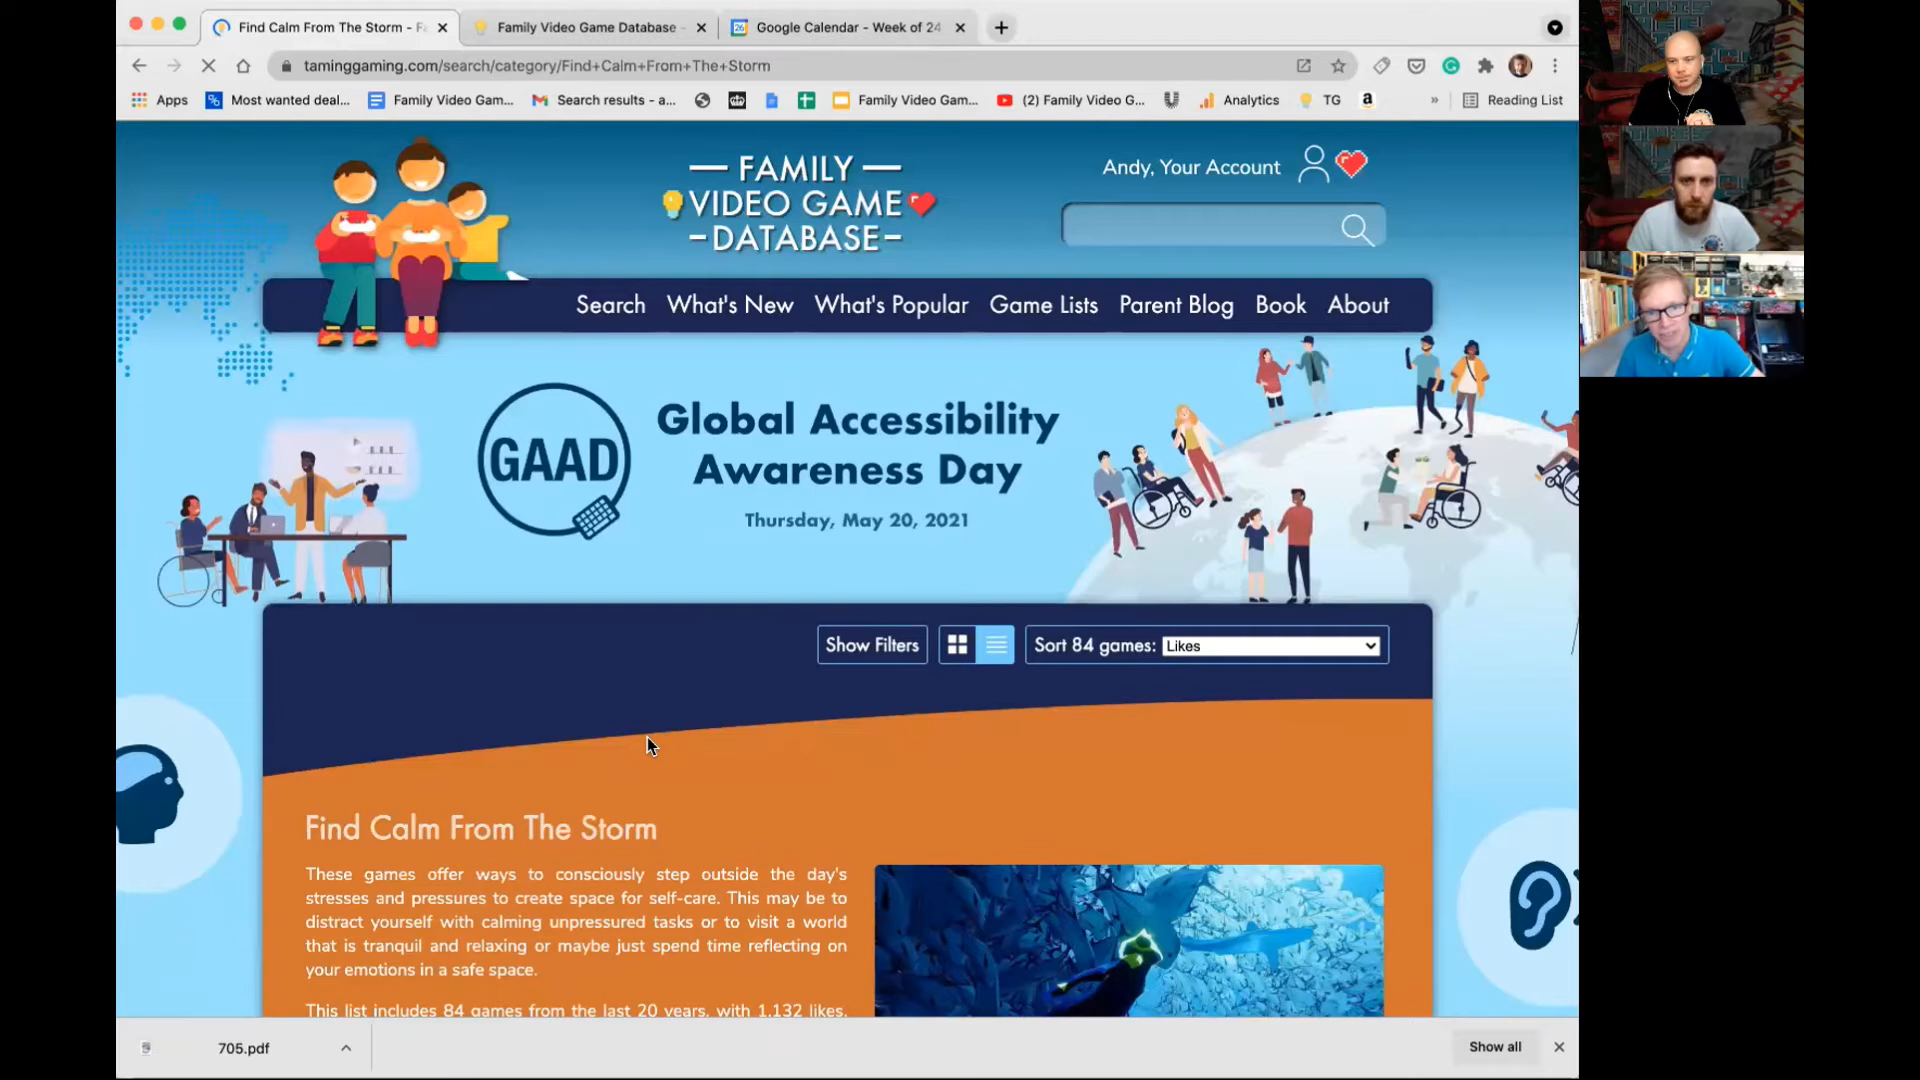 Find Calm From The Storm - Fa
Family Video Game Database -
Google Calendar - Week of 24
taminggaming.com/search/category/Find+Calm+From+The+Storm
Apps
Most wanted deal...
Family Video Gam...
Search results - a...
Family Video Gam...
(2) Family Video G...
Analytics
TG
Reading List
FAMILY
VIDEO GAME
DATABASE
Andy, Your Account
Search What's New What's Popular Game Lists Parent Blog Book About
GAAD
Global Accessibility
Awareness Day
Thursday, May 20, 2021
Show Filters
Sort 84 games: Likes
Find Calm From The Storm
These games offer ways to consciously step outside the day's
stresses and pressures to create space for self-care. This may be to
distract yourself with calming unpressured tasks or to visit a world
that is tranquil and relaxing or maybe just spend time reflecting on
your emotions in a safe space.
This list includes 84 games from the last 20 years, with 1,132 likes.
705.pdf
Show all